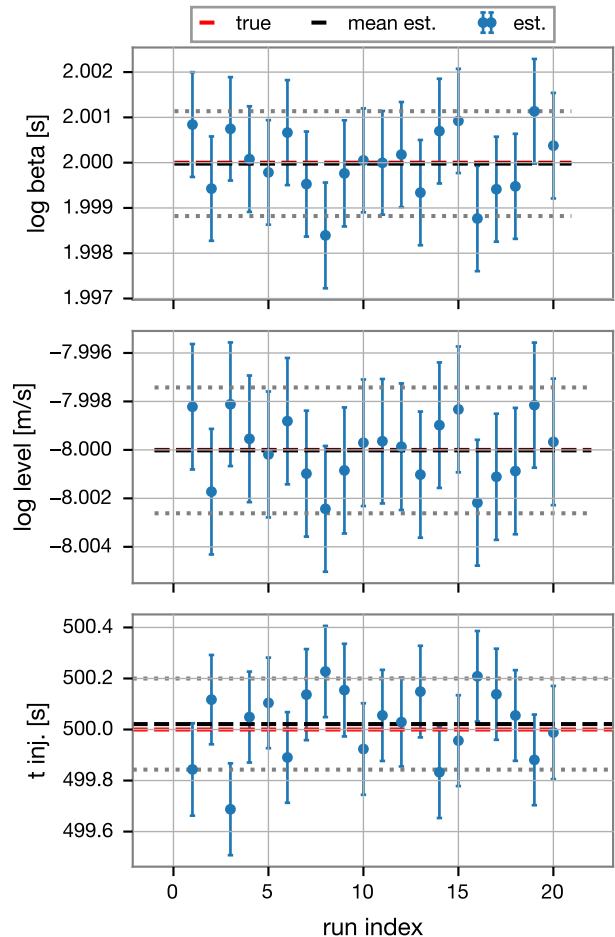 true mean est. est.
log beta [s]
2.002
2.001
2.000
1.999
1.998
1.997
log level [m/s]
−7.996
−7.998
−8.000
−8.002
−8.004
t inj. [s]
500.4
500.2
500.0
499.8
499.6
0 5 10 15 20
run index